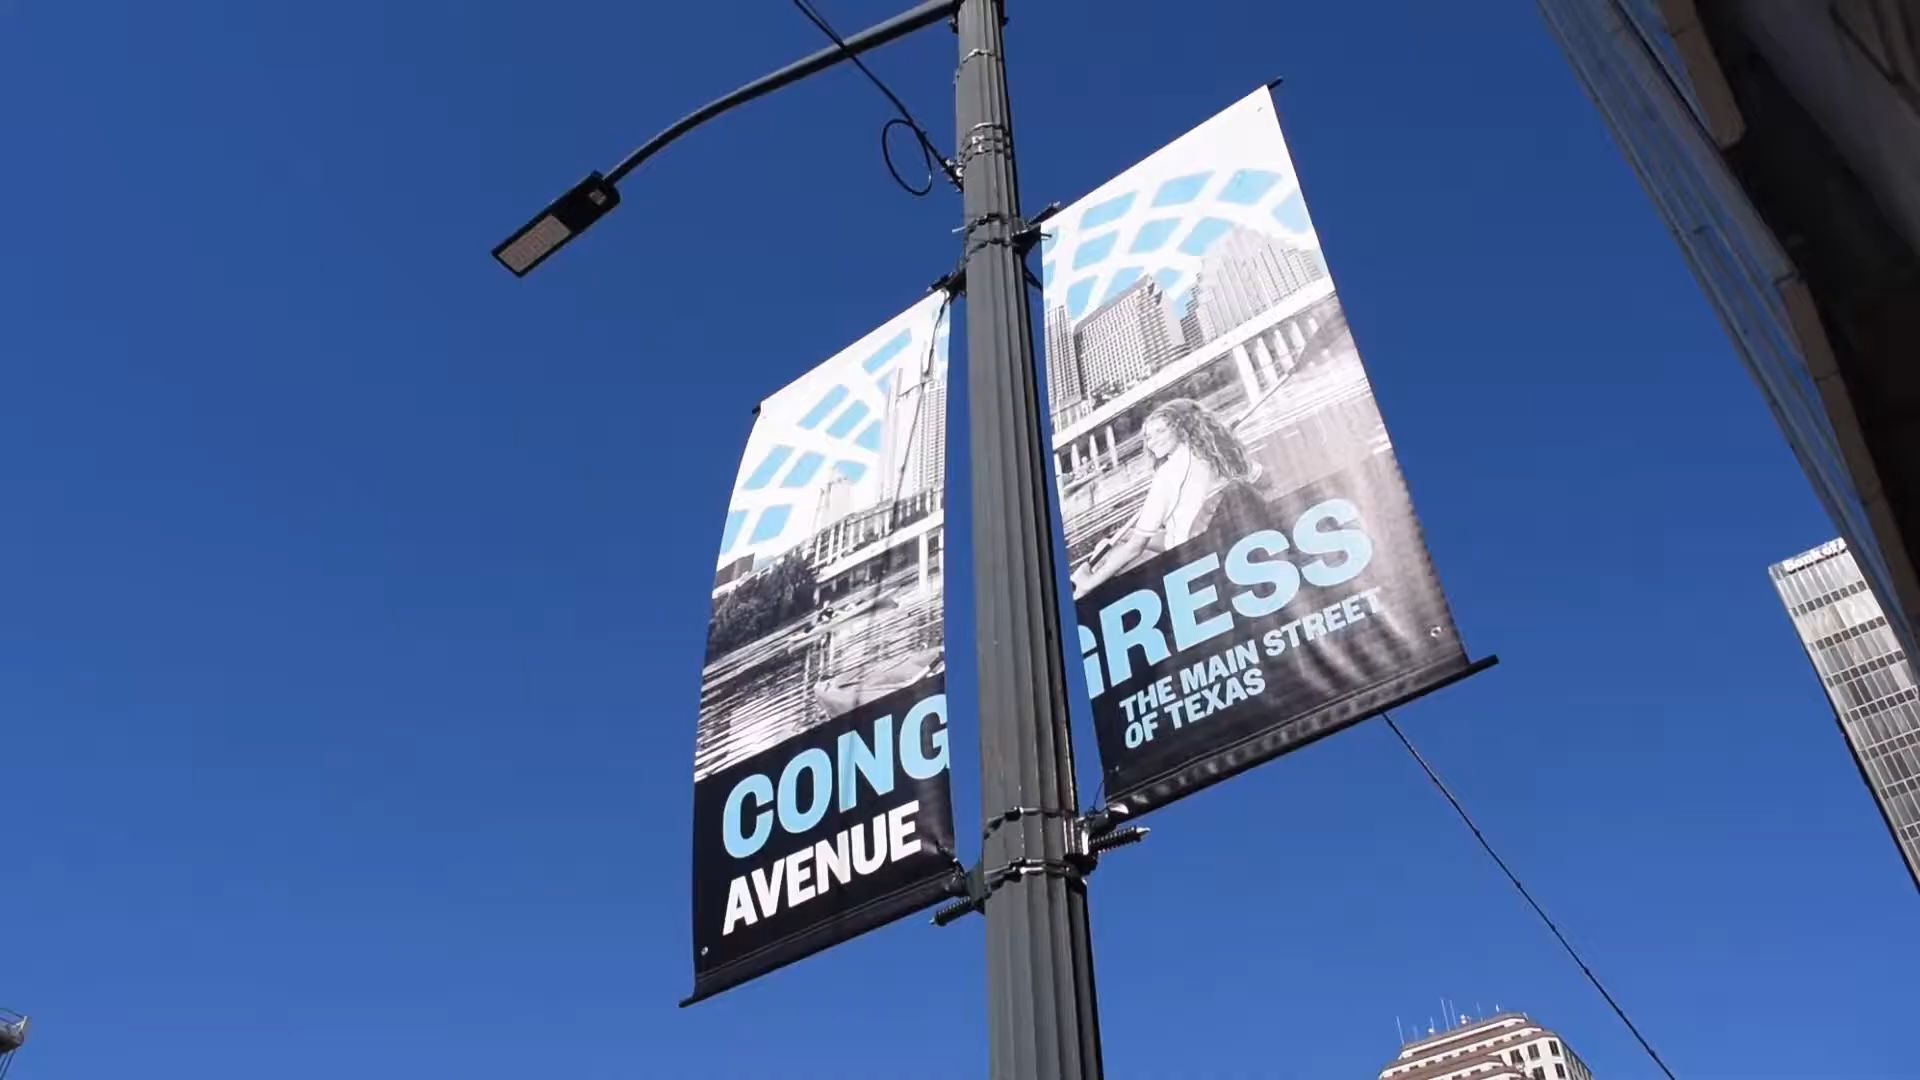 CONG
AVENUE
GRESS
THE MAIN STREET
OF TEXAS